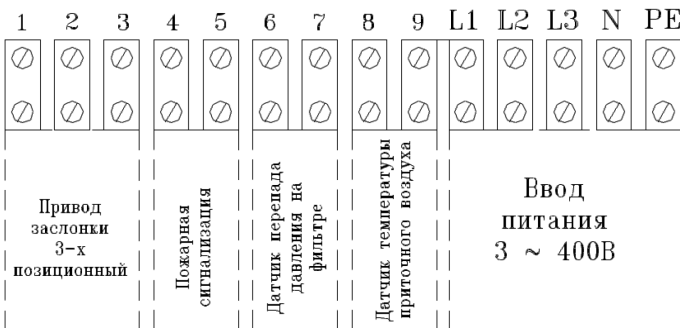 1 2 3 4 5 6 7 8 9 L1 L2 L3 N PE
Привод
заслонки
3-х
позиционный
Пожарная
сигнализация
Датчик перепада
давления на
фильтре
Датчик температуры
приточного воздуха
Ввод
питания
3 ~ 400В